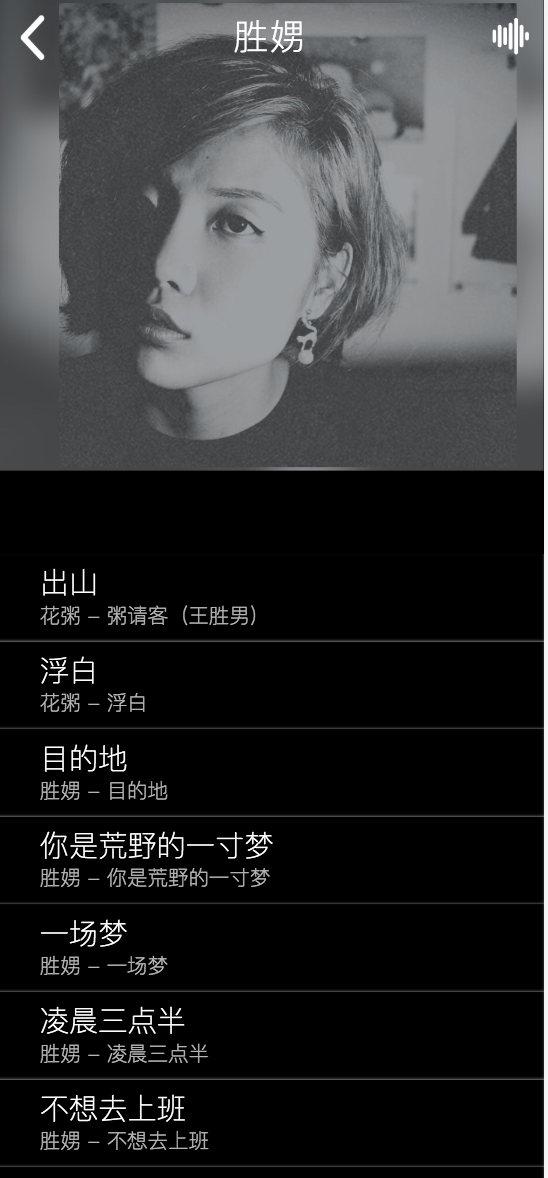 胜娚
出山
花粥 – 粥请客（王胜男）
浮白
花粥 – 浮白
目的地
胜娚 – 目的地
你是荒野的一寸梦
胜娚 – 你是荒野的一寸梦
一场梦
胜娚 – 一场梦
凌晨三点半
胜娚 – 凌晨三点半
不想去上班
胜娚 – 不想去上班